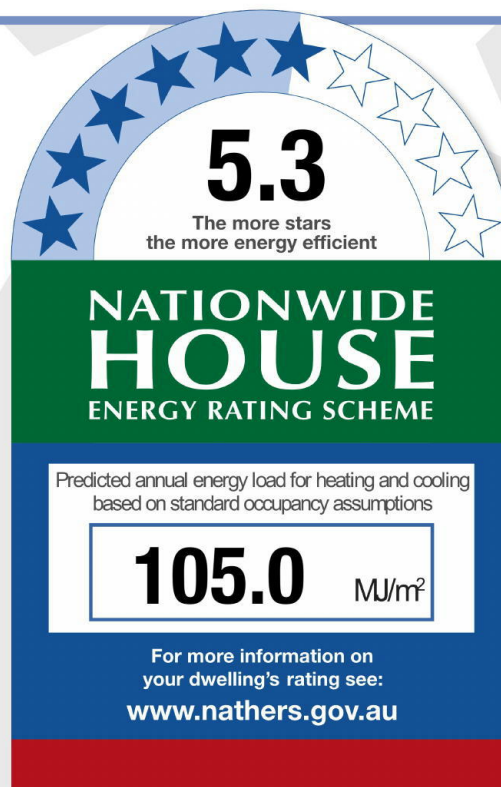 5.3
The more stars
the more energy efficient
NATIONWIDE
HOUSE
ENERGY RATING SCHEME
Predicted annual energy load for heating and cooling
based on standard occupancy assumptions
105.0 MJ/m²
For more information on
your dwelling's rating see:
www.nathers.gov.au